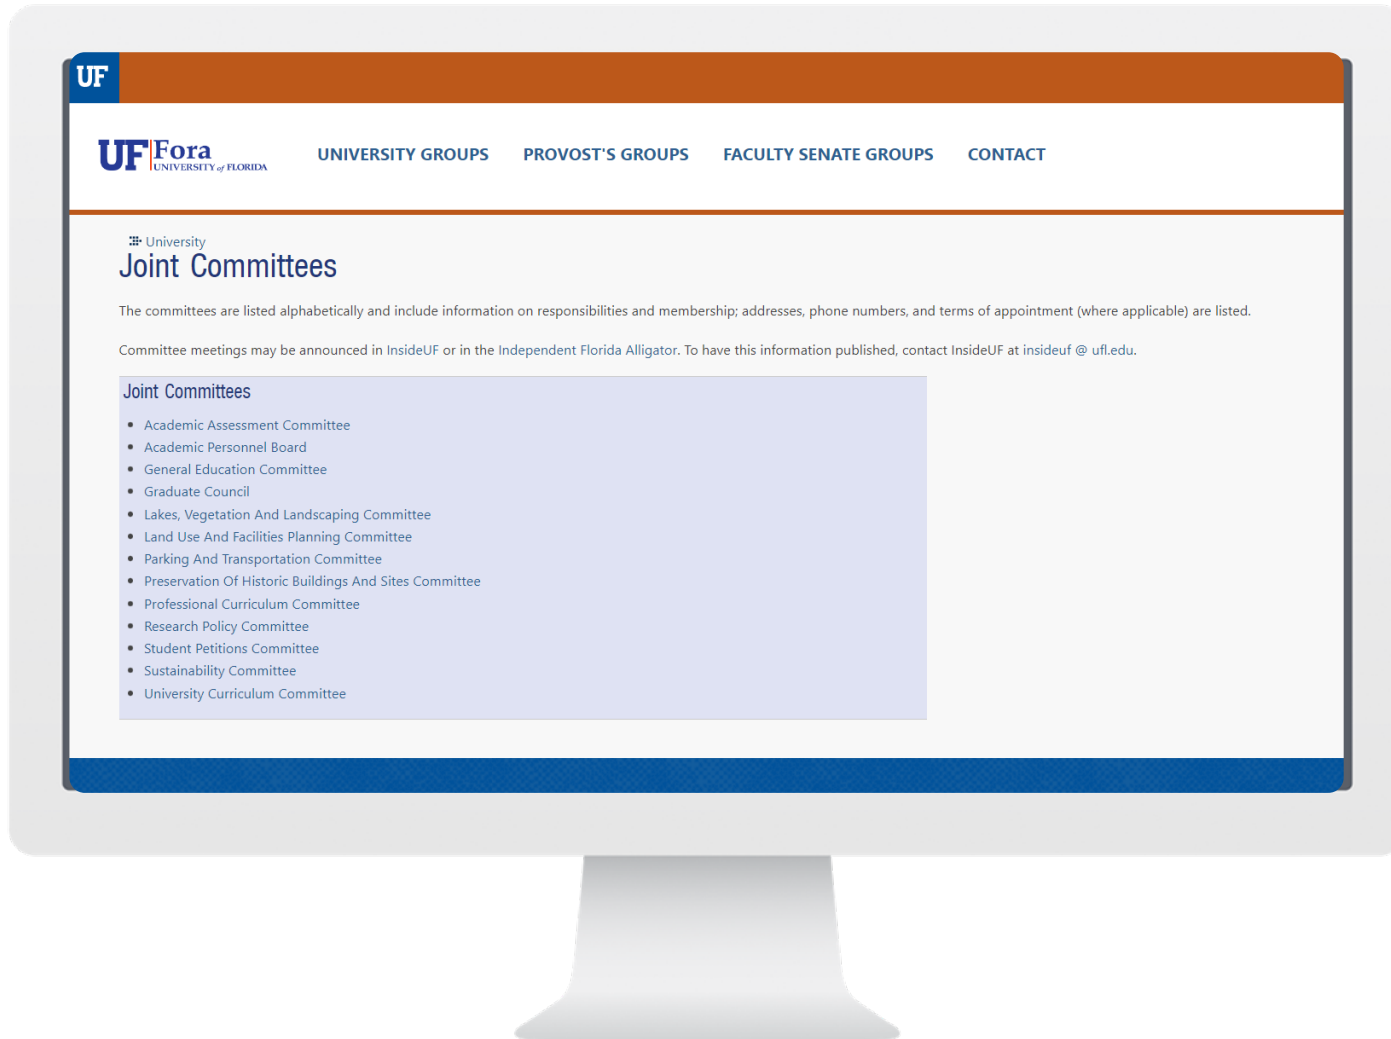 UF
UF Fora
UNIVERSITY of FLORIDA
UNIVERSITY GROUPS PROVOST'S GROUPS FACULTY SENATE GROUPS CONTACT
University
Joint Committees
The committees are listed alphabetically and include information on responsibilities and membership; addresses, phone numbers, and terms of appointment (where applicable) are listed.
Committee meetings may be announced in InsideUF or in the Independent Florida Alligator. To have this information published, contact InsideUF at insideuf @ ufl.edu.
Joint Committees
Academic Assessment Committee
Academic Personnel Board
General Education Committee
Graduate Council
Lakes, Vegetation And Landscaping Committee
Land Use And Facilities Planning Committee
Parking And Transportation Committee
Preservation Of Historic Buildings And Sites Committee
Professional Curriculum Committee
Research Policy Committee
Student Petitions Committee
Sustainability Committee
University Curriculum Committee